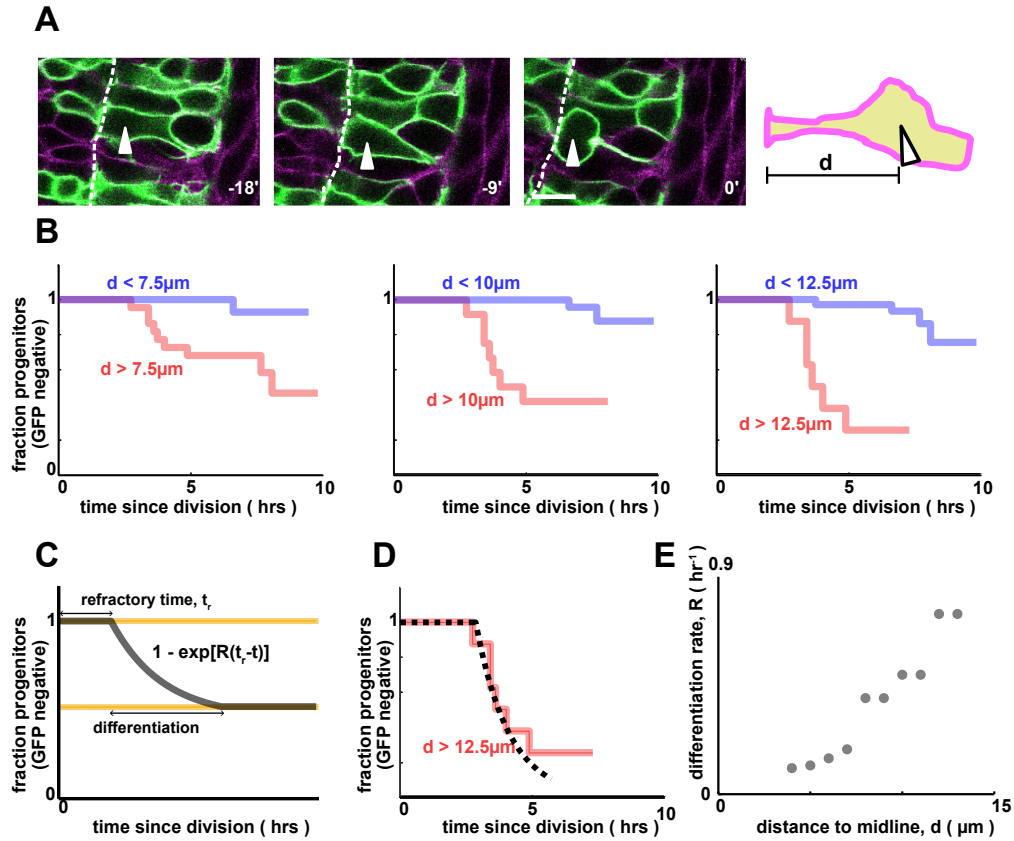 A
-18'
-9'
0'
d
B
fraction progenitors
(GFP negative)
1
0
d < 7.5µm
d > 7.5µm
0
5
10
time since division ( hrs )
1
d < 10µm
d > 10µm
0
5
10
time since division ( hrs )
1
d < 12.5µm
d > 12.5µm
0
5
10
time since division ( hrs )
C
fraction progenitors
(GFP negative)
1
0
refractory time, tr
1 - exp[R(tr-t)]
differentiation
0
time since division ( hrs )
D
fraction progenitors
(GFP negative)
1
d > 12.5µm
0
5
10
time since division ( hrs )
E
differentiation rate, R ( hr-1 )
0.9
0
0
15
distance to midline, d ( µm )